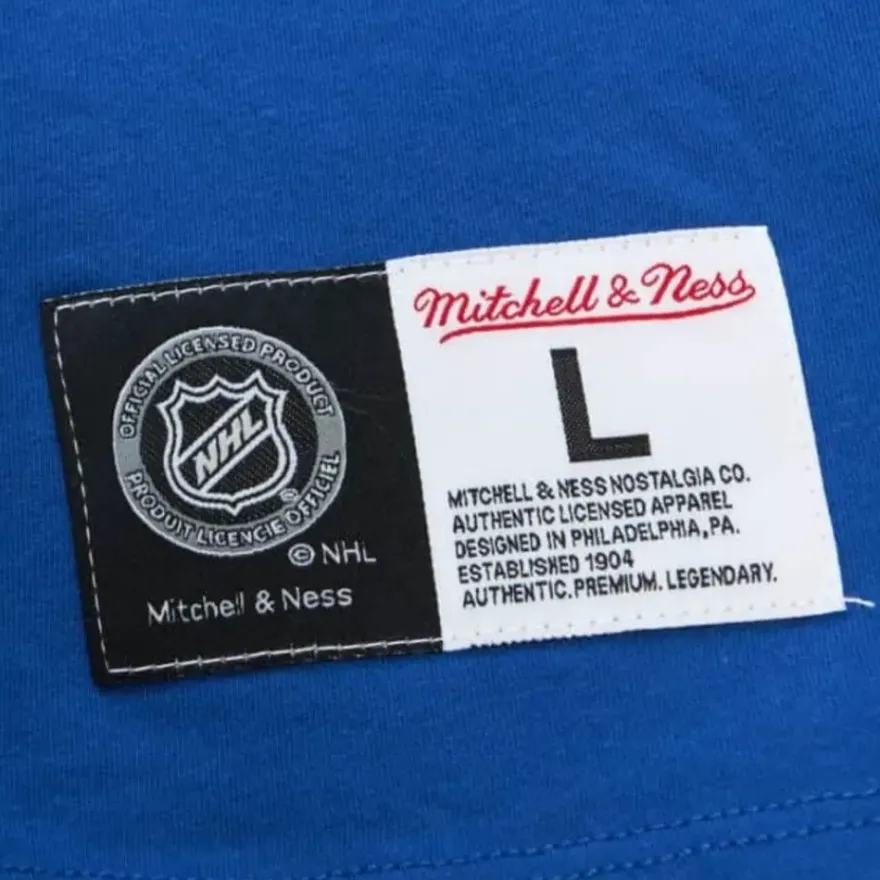 OFFICIAL LICENSED PRODUCT
NHL
PRODUIT LICENCIE OFFICIEL
®
© NHL
Mitchell & Ness
Mitchell & Ness
L
MITCHELL & NESS NOSTALGIA CO.
AUTHENTIC LICENSED APPAREL
DESIGNED IN PHILADELPHIA, PA.
ESTABLISHED 1904
AUTHENTIC. PREMIUM. LEGENDARY.